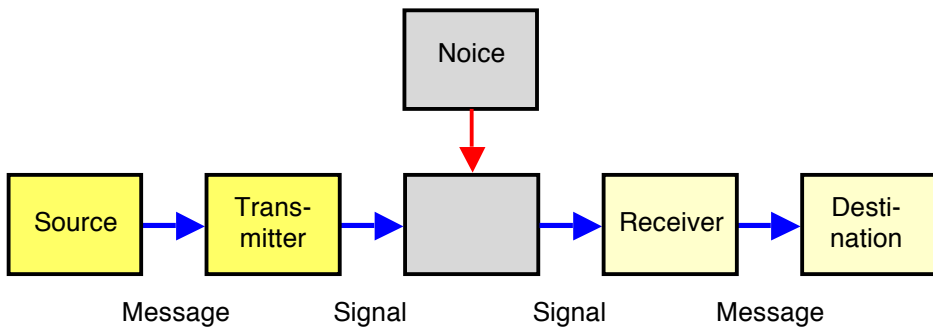 Noice
Source
Trans-
mitter
Receiver
Desti-
nation
Message
Signal
Signal
Message